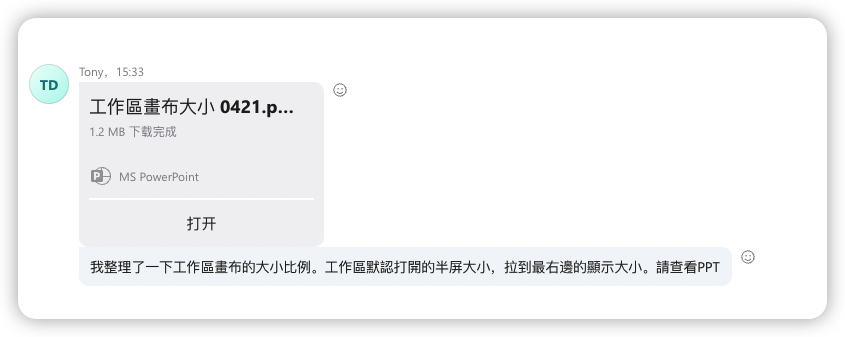 TD
Tony，15:33
工作區畫布大小 0421.p...
1.2 MB 下载完成
MS PowerPoint
打开
我整理了一下工作區畫布的大小比例。工作區默認打開的半屏大小，拉到最右邊的顯示大小。請查看PPT